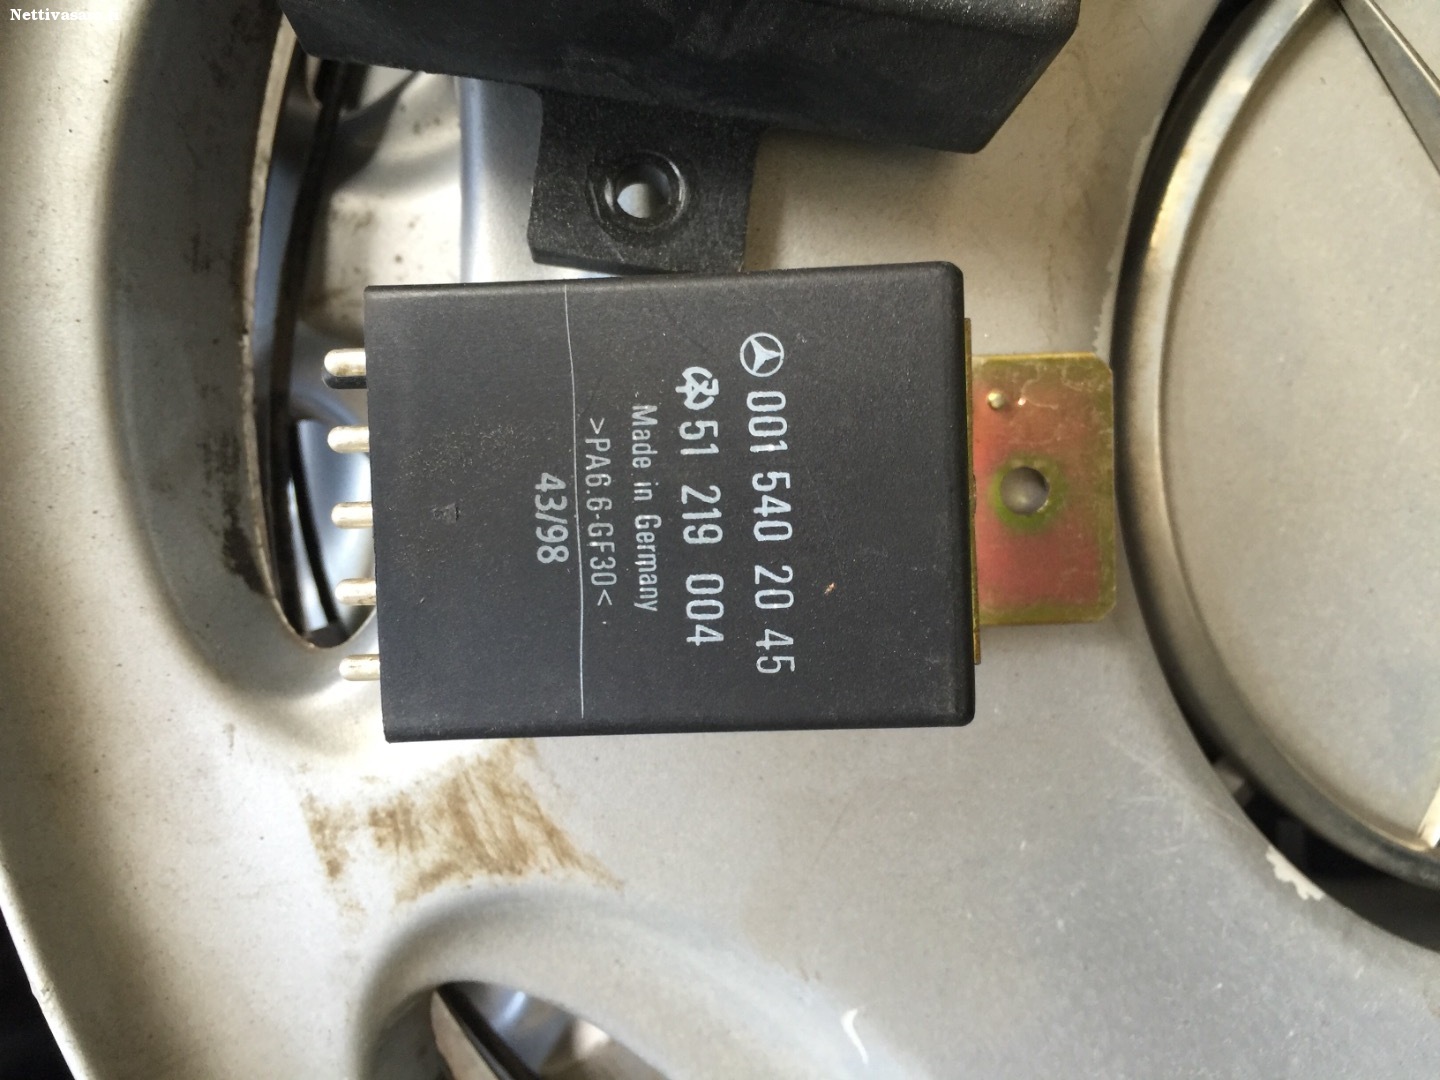 001 540 20 45
51 219 004
Made in Germany
>PA6.6-GF30<
43/98